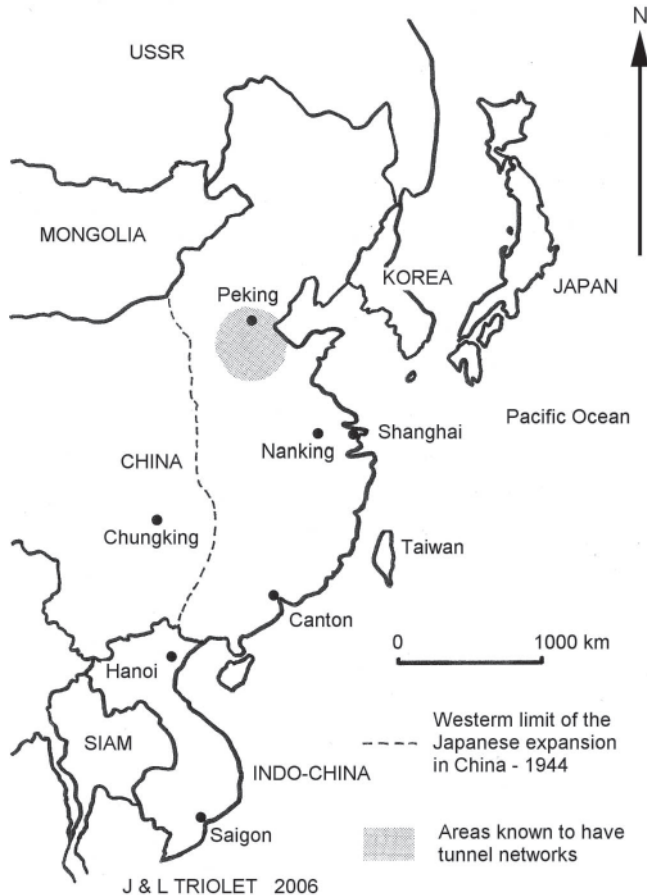 N
USSR
MONGOLIA
KOREA
JAPAN
Peking
Pacific Ocean
Shanghai
Nanking
CHINA
Chungking
Taiwan
Canton
0 1000 km
Hanoi
Westerm limit of the
Japanese expansion
in China - 1944
SIAM
INDO-CHINA
Saigon
Areas known to have
tunnel networks
J & L TRIOLET 2006